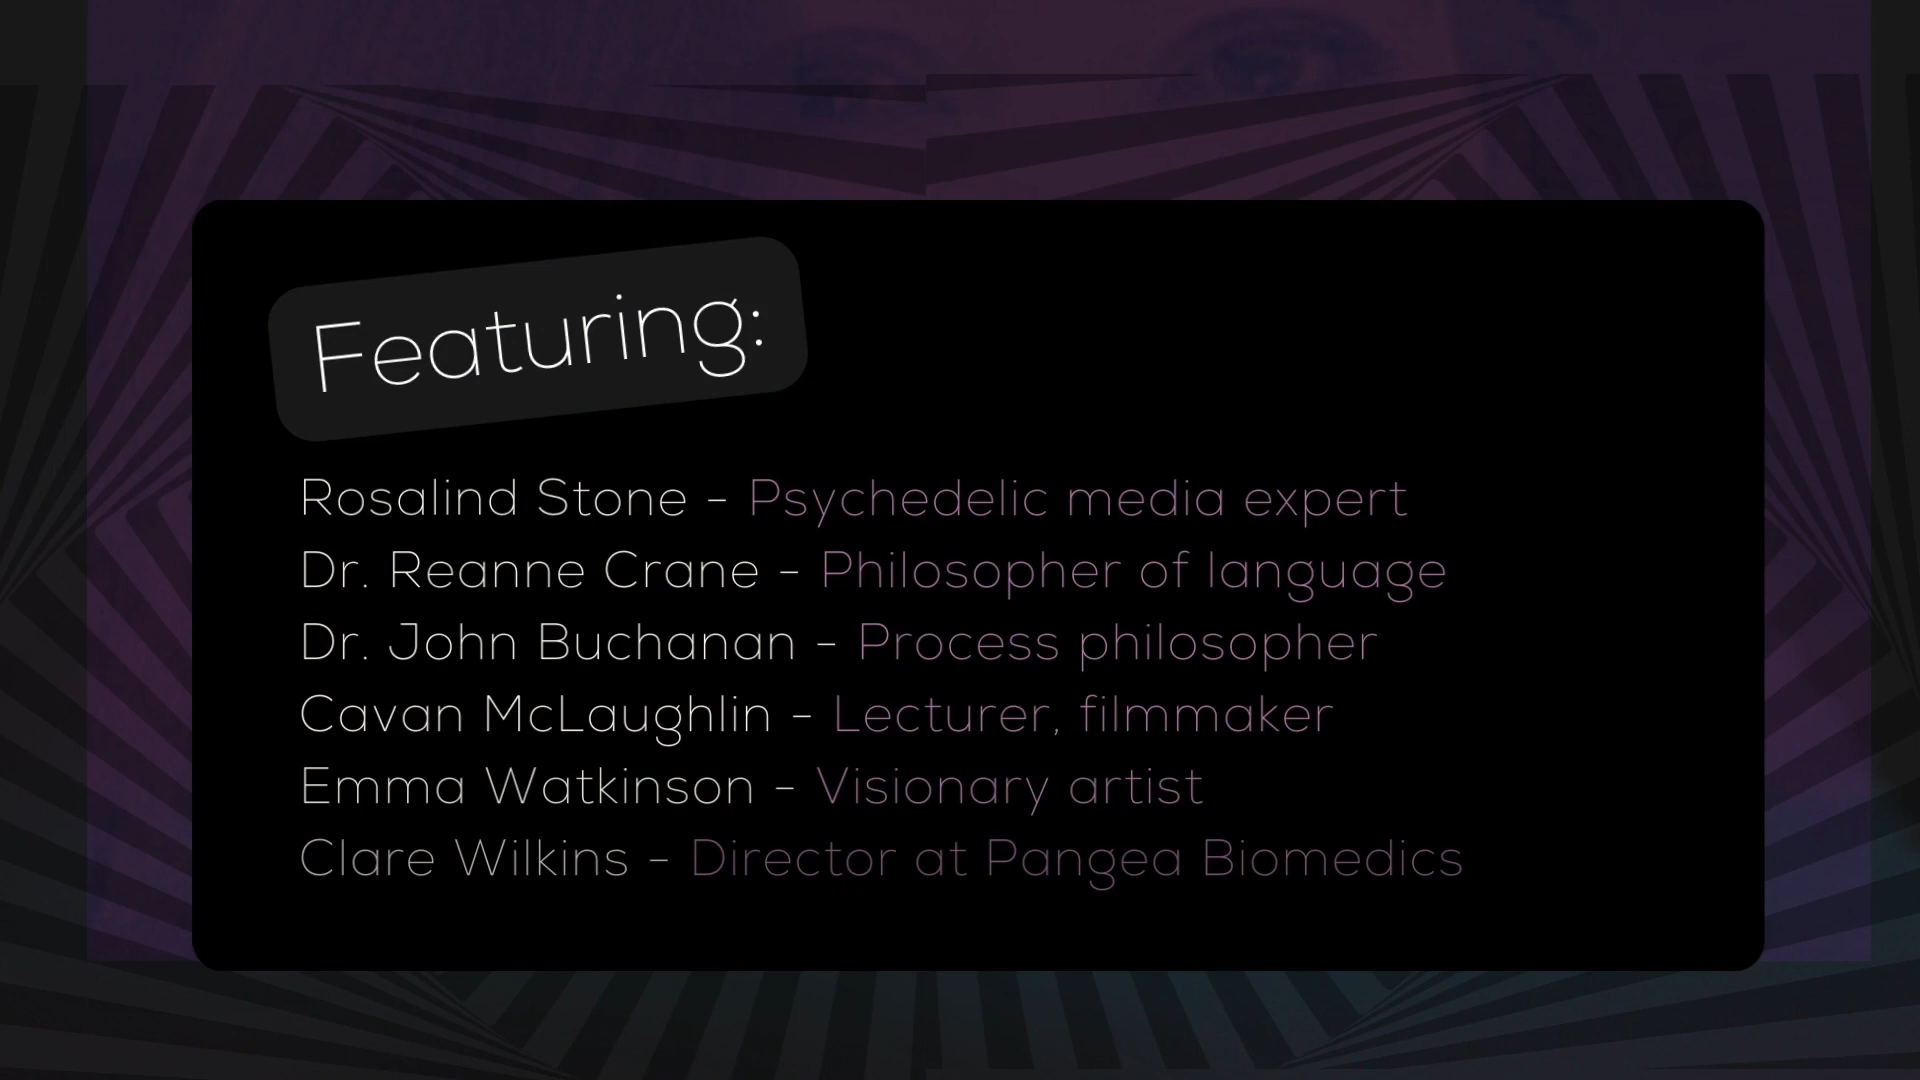 Featuring:
Rosalind Stone – Psychedelic media expert
Dr. Reanne Crane – Philosopher of language
Dr. John Buchanan – Process philosopher
Cavan McLaughlin – Lecturer, filmmaker
Emma Watkinson – Visionary artist
Clare Wilkins – Director at Pangea Biomedics